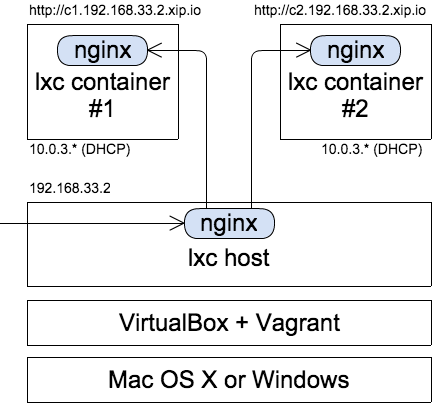 http://c1.192.168.33.2.xip.io
http://c2.192.168.33.2.xip.io
nginx
lxc container
#1
nginx
lxc container
#2
10.0.3.* (DHCP)
10.0.3.* (DHCP)
192.168.33.2
nginx
lxc host
VirtualBox + Vagrant
Mac OS X or Windows